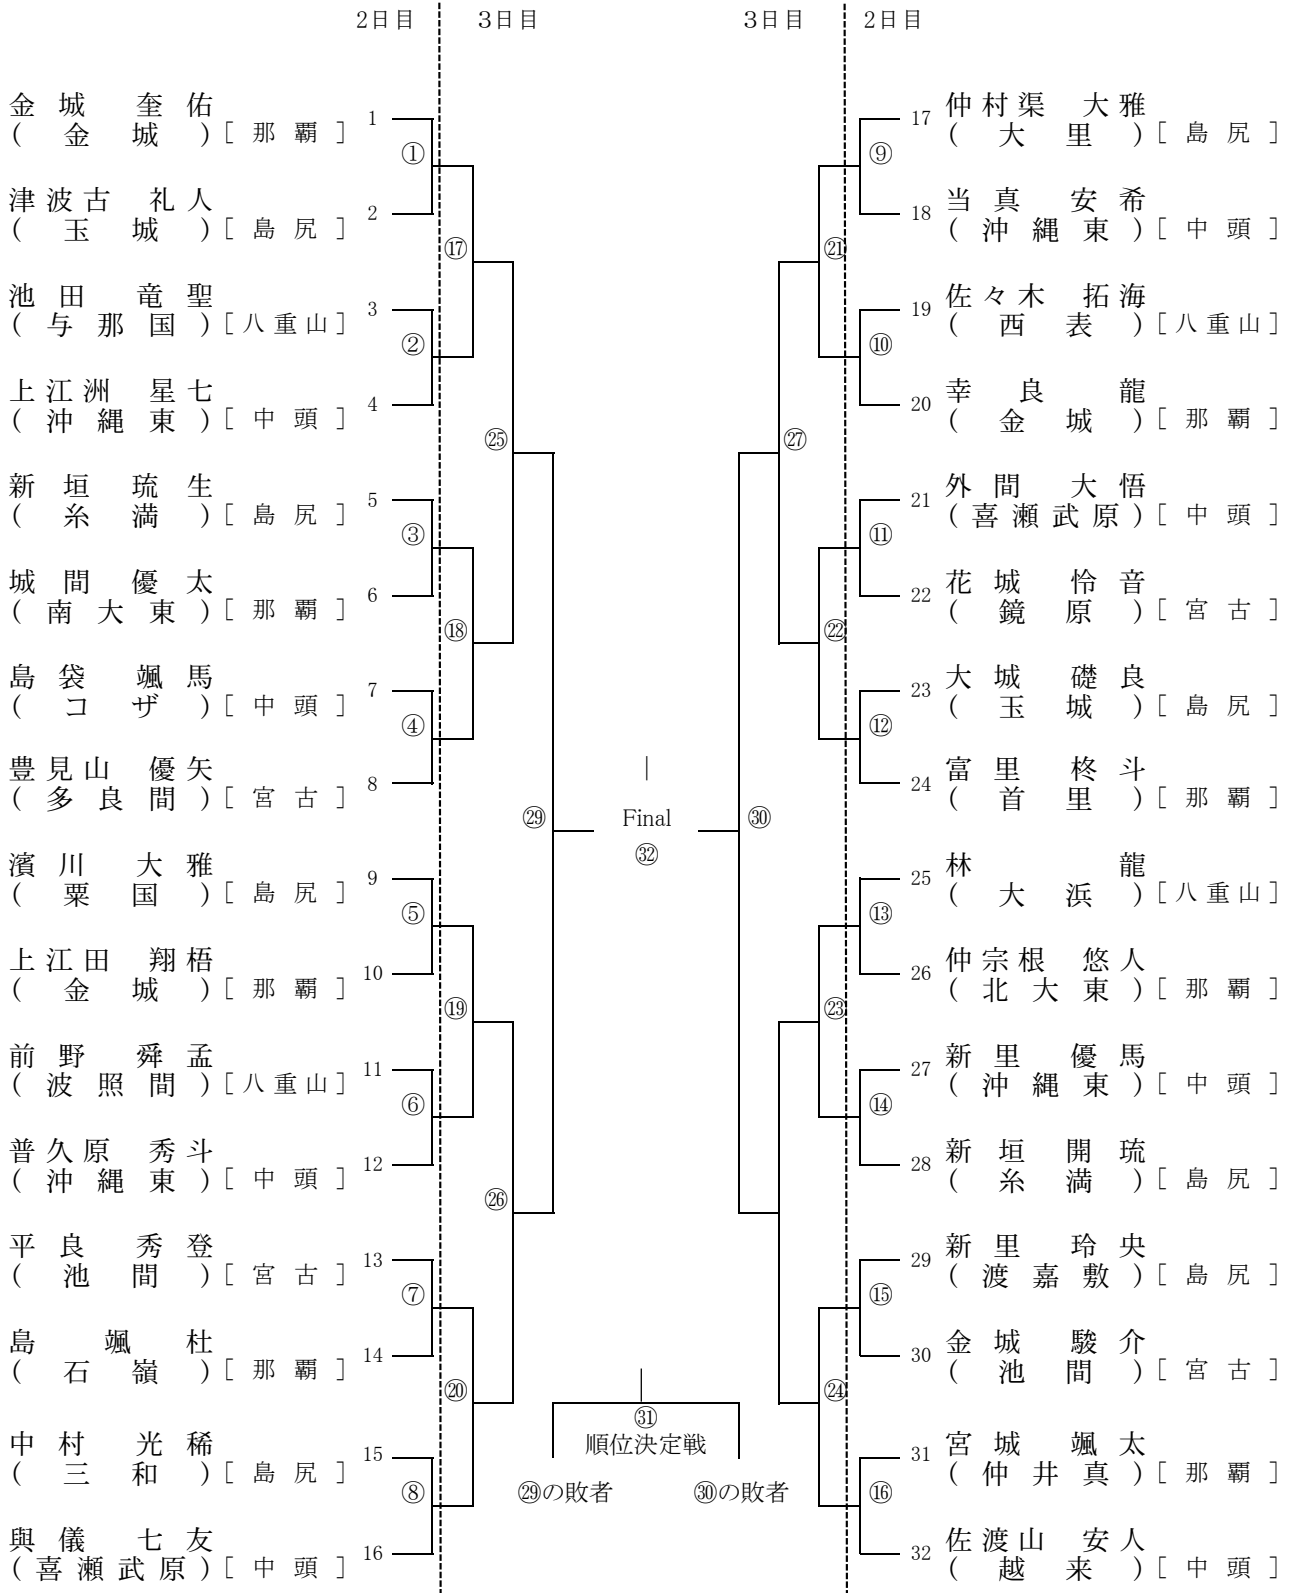 2日目 3日目 3日目 2日目
金城 奎佑
(金城) [那覇] 1
①
津波古 礼人
(玉城) [島尻] 2
⑰
池田 竜聖
(与那国) [八重山] 3
②
上江洲 星七
(沖縄東) [中頭] 4
㉕
新垣 琉生
(糸満) [島尻] 5
③
城間 優太
(南大東) [那覇] 6
⑱
島袋 颯馬
(コザ) [中頭] 7
④
豊見山 優矢
(多良間) [宮古] 8
㉙
濱川 大雅
(粟国) [島尻] 9
⑤
上江田 翔梧
(金城) [那覇] 10
⑲
前野 舜孟
(波照間) [八重山] 11
⑥
普久原 秀斗
(沖縄東) [中頭] 12
㉖
平良 秀登
(池間) [宮古] 13
⑦
島 颯杜
(石嶺) [那覇] 14
⑳
中村 光稀
(三和) [島尻] 15
⑧
與儀 七友
(喜瀬武原) [中頭] 16
Final
㉜
㉛
順位決定戦
㉙の敗者 ㉚の敗者
17 仲村渠 大雅
(大里) [島尻]
⑨
18 当真 安希
(沖縄東) [中頭]
㉑
19 佐々木 拓海
(西表) [八重山]
⑩
20 幸良 龍
(金城) [那覇]
㉗
21 外間 大悟
(喜瀬武原) [中頭]
⑪
22 花城 怜音
(鏡原) [宮古]
㉒
23 大城 礎良
(玉城) [島尻]
⑫
24 富里 柊斗
(首里) [那覇]
㉚
25 林 龍
(大浜) [八重山]
⑬
26 仲宗根 悠人
(北大東) [那覇]
㉓
27 新里 優馬
(沖縄東) [中頭]
⑭
28 新垣 開琉
(糸満) [島尻]
29 新里 玲央
(渡嘉敷) [島尻]
⑮
30 金城 駿介
(池間) [宮古]
㉔
31 宮城 颯太
(仲井真) [那覇]
⑯
32 佐渡山 安人
(越来) [中頭]